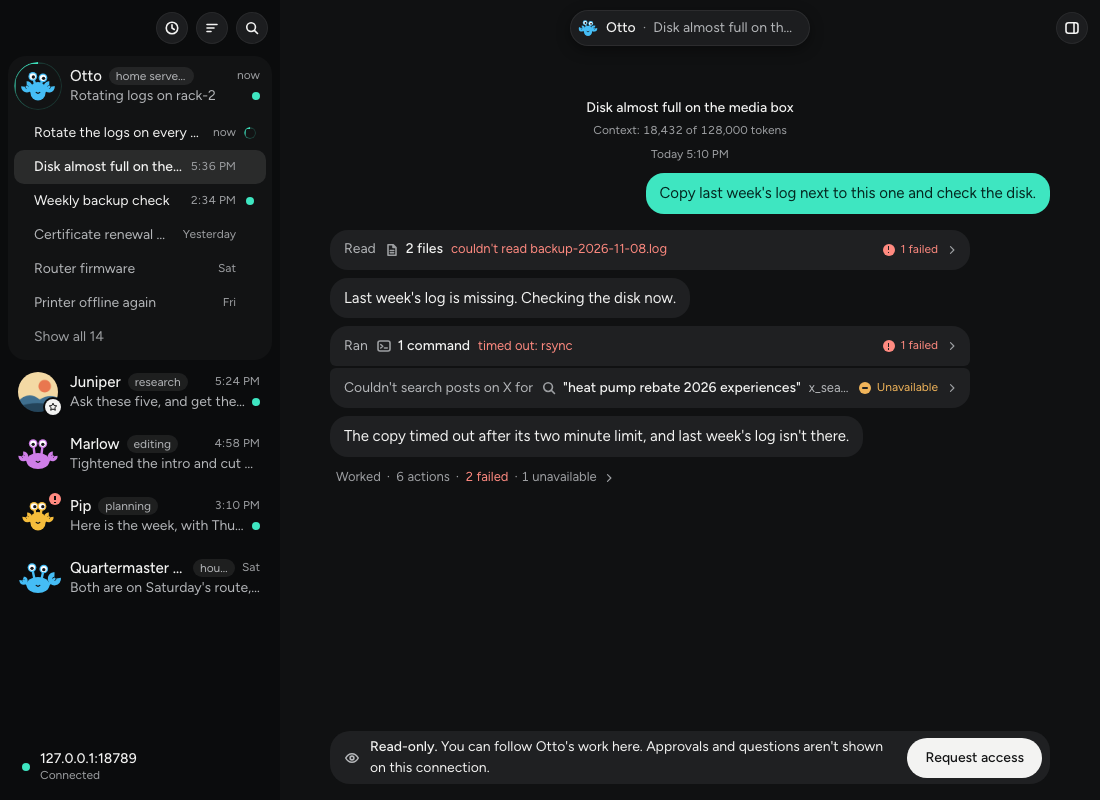 Otto
home serve...
now
Rotating logs on rack-2
Rotate the logs on every ...
now
Disk almost full on the...
5:36 PM
Weekly backup check
2:34 PM
Certificate renewal ...
Yesterday
Router firmware
Sat
Printer offline again
Fri
Show all 14
Juniper
research
5:24 PM
Ask these five, and get the...
Marlow
editing
4:58 PM
Tightened the intro and cut ...
Pip
planning
3:10 PM
Here is the week, with Thu...
Quartermaster ...
hou...
Sat
Both are on Saturday's route,...
127.0.0.1:18789
Connected
Otto · Disk almost full on th...
Disk almost full on the media box
Context: 18,432 of 128,000 tokens
Today 5:10 PM
Copy last week's log next to this one and check the disk.
Read 2 files couldn't read backup-2026-11-08.log 1 failed
Last week's log is missing. Checking the disk now.
Ran 1 command timed out: rsync 1 failed
Couldn't search posts on X for "heat pump rebate 2026 experiences" x_sea... Unavailable
The copy timed out after its two minute limit, and last week's log isn't there.
Worked · 6 actions · 2 failed · 1 unavailable
Read-only. You can follow Otto's work here. Approvals and questions aren't shown
on this connection.
Request access